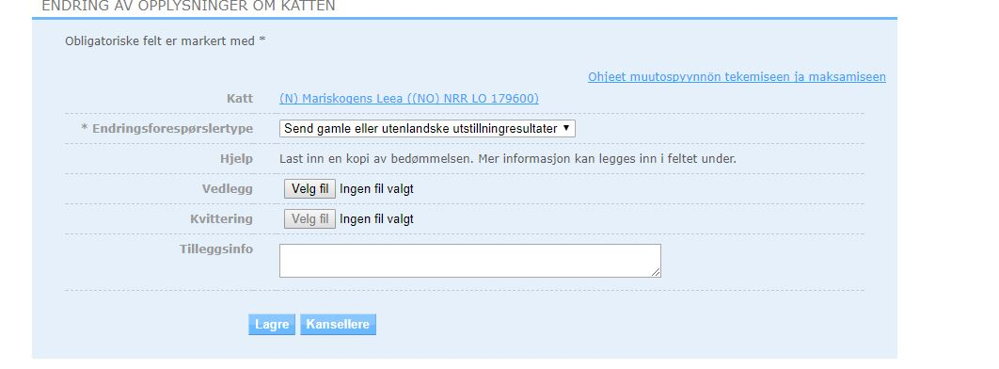 ENDRING AV OPPLYSNINGER OM KATTEN
Obligatoriske felt er markert med *
Ohjeet muutospyynnön tekemiseen ja maksamiseen
Katt (N) Mariskogens Leea ((NO) NRR LO 179600)
* Endringsforespørslertype Send gamle eller utenlandske utstillningresultater
Hjelp Last inn en kopi av bedømmelsen. Mer informasjon kan legges inn i feltet under.
Vedlegg Velg fil Ingen fil valgt
Kvittering Velg fil Ingen fil valgt
Tilleggsinfo
Lagre Kansellere